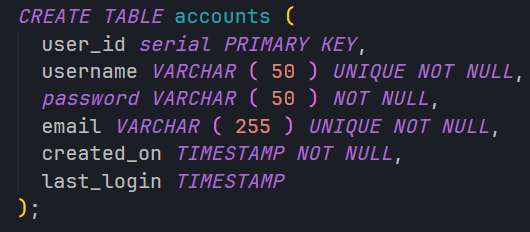 CREATE TABLE accounts (
  user_id serial PRIMARY KEY,
  username VARCHAR ( 50 ) UNIQUE NOT NULL,
  password VARCHAR ( 50 ) NOT NULL,
  email VARCHAR ( 255 ) UNIQUE NOT NULL,
  created_on TIMESTAMP NOT NULL,
  last_login TIMESTAMP
);